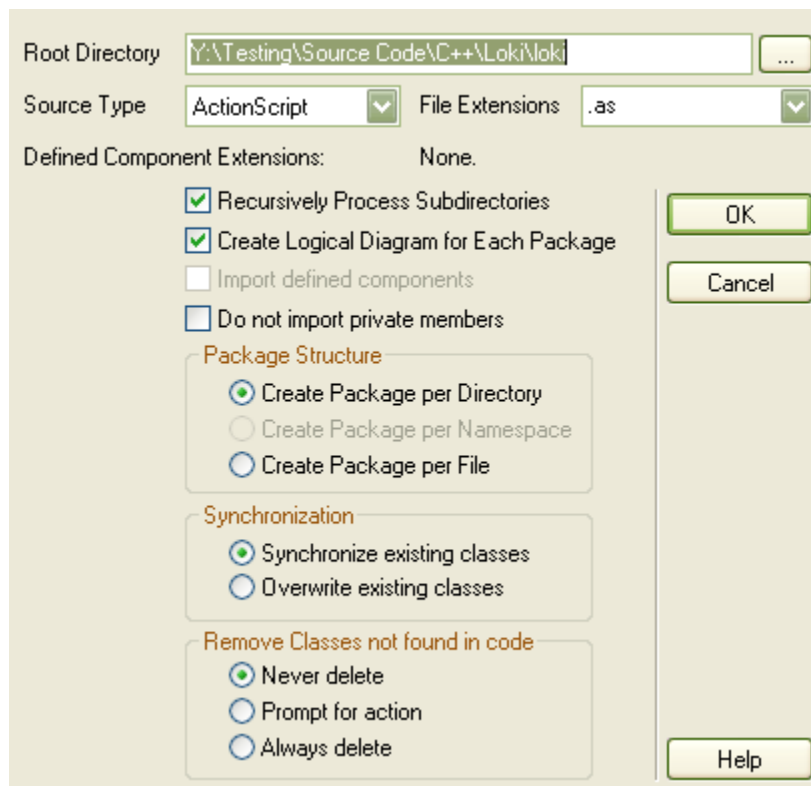 Root Directory Y:\Testing\Source Code\C++\Loki\loki ...
Source Type ActionScript File Extensions .as
Defined Component Extensions: None.
Recursively Process Subdirectories
OK
Create Logical Diagram for Each Package
Import defined components
Cancel
Do not import private members
Package Structure
Create Package per Directory
Create Package per Namespace
Create Package per File
Synchronization
Synchronize existing classes
Overwrite existing classes
Remove Classes not found in code
Never delete
Prompt for action
Always delete
Help